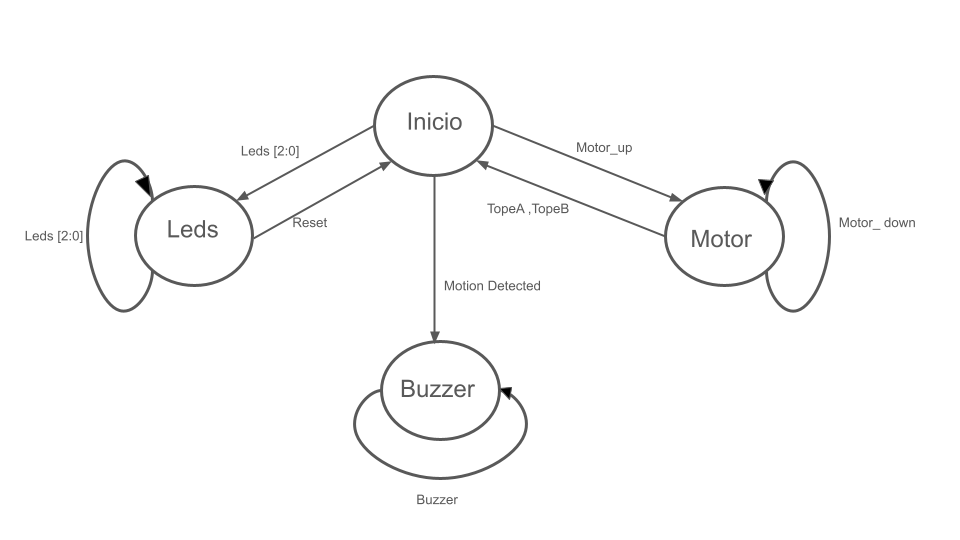 Inicio
Leds [2:0]
Motor_up
Reset
TopeA ,TopeB
Leds
Motor
Leds [2:0]
Motor_ down
Motion Detected
Buzzer
Buzzer